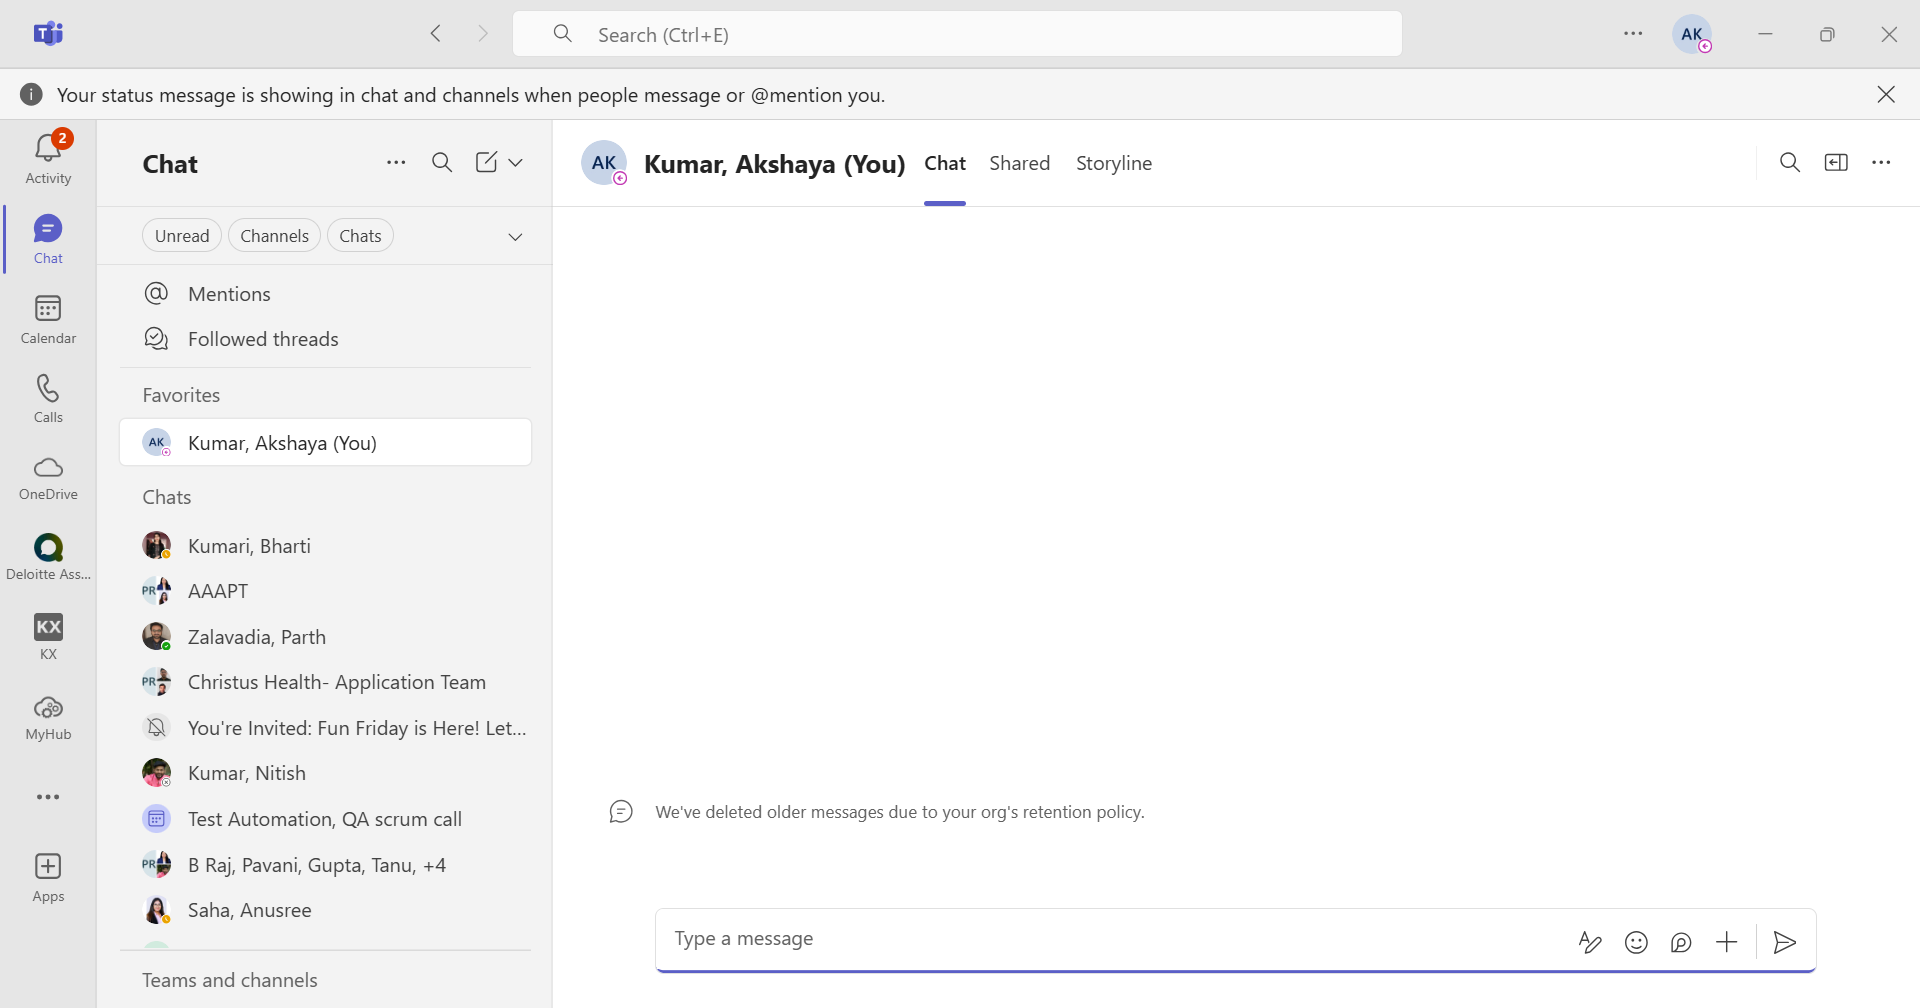 Search (Ctrl+E)
AK
Your status message is showing in chat and channels when people message or @mention you.
2
Activity
Chat
Calendar
Calls
OneDrive
Deloitte Ass...
KX
KX
MyHub
Apps
Chat
Unread
Channels
Chats
Mentions
Followed threads
Favorites
AK
Kumar, Akshaya (You)
Chats
Kumari, Bharti
PR
AAAPT
Zalavadia, Parth
PR
Christus Health- Application Team
You're Invited: Fun Friday is Here! Let...
Kumar, Nitish
Test Automation, QA scrum call
PR
B Raj, Pavani, Gupta, Tanu, +4
Saha, Anusree
Teams and channels
AK
Kumar, Akshaya (You)
Chat
Shared
Storyline
We've deleted older messages due to your org's retention policy.
Type a message